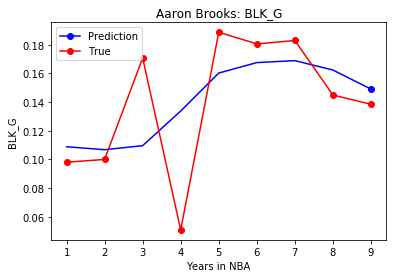 Aaron Brooks: BLK_G
Prediction
True
0.18
0.16
0.14
0.12
0.10
0.08
0.06
BLK_G
1 2 3 4 5 6 7 8 9
Years in NBA